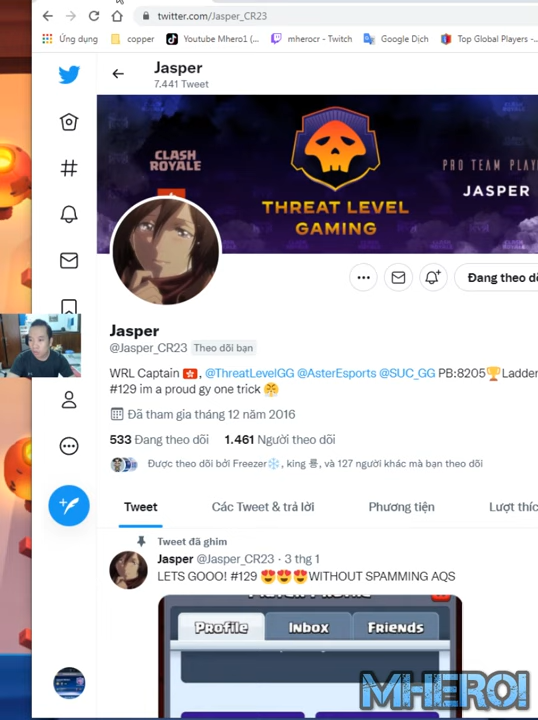 twitter.com/Jasper_CR23
Ứng dụng
copper
Youtube Mhero1 (...
mherocr - Twitch
Google Dịch
Top Global Players -...
Jasper
7.441 Tweet
CLASH
ROYALE
THREAT LEVEL
GAMING
PRO TEAM PLAY
JASPER
Đang theo dõ
Jasper
@Jasper_CR23 Theo dõi bạn
WRL Captain 🇭🇰, @ThreatLevelGG @AsterEsports @SUC_GG PB:8205🏆Ladder
#129 im a proud gy one trick 😤
Đã tham gia tháng 12 năm 2016
533 Đang theo dõi 1.461 Người theo dõi
Được theo dõi bởi Freezer❄️, king 룡, và 127 người khác mà bạn theo dõi
Tweet
Các Tweet & trả lời
Phương tiện
Lượt thíc
Tweet đã ghim
Jasper @Jasper_CR23 · 3 thg 1
LETS GOOO! #129 😍😍😍WITHOUT SPAMMING AQS
Profile
Inbox
Friends
MHERO1